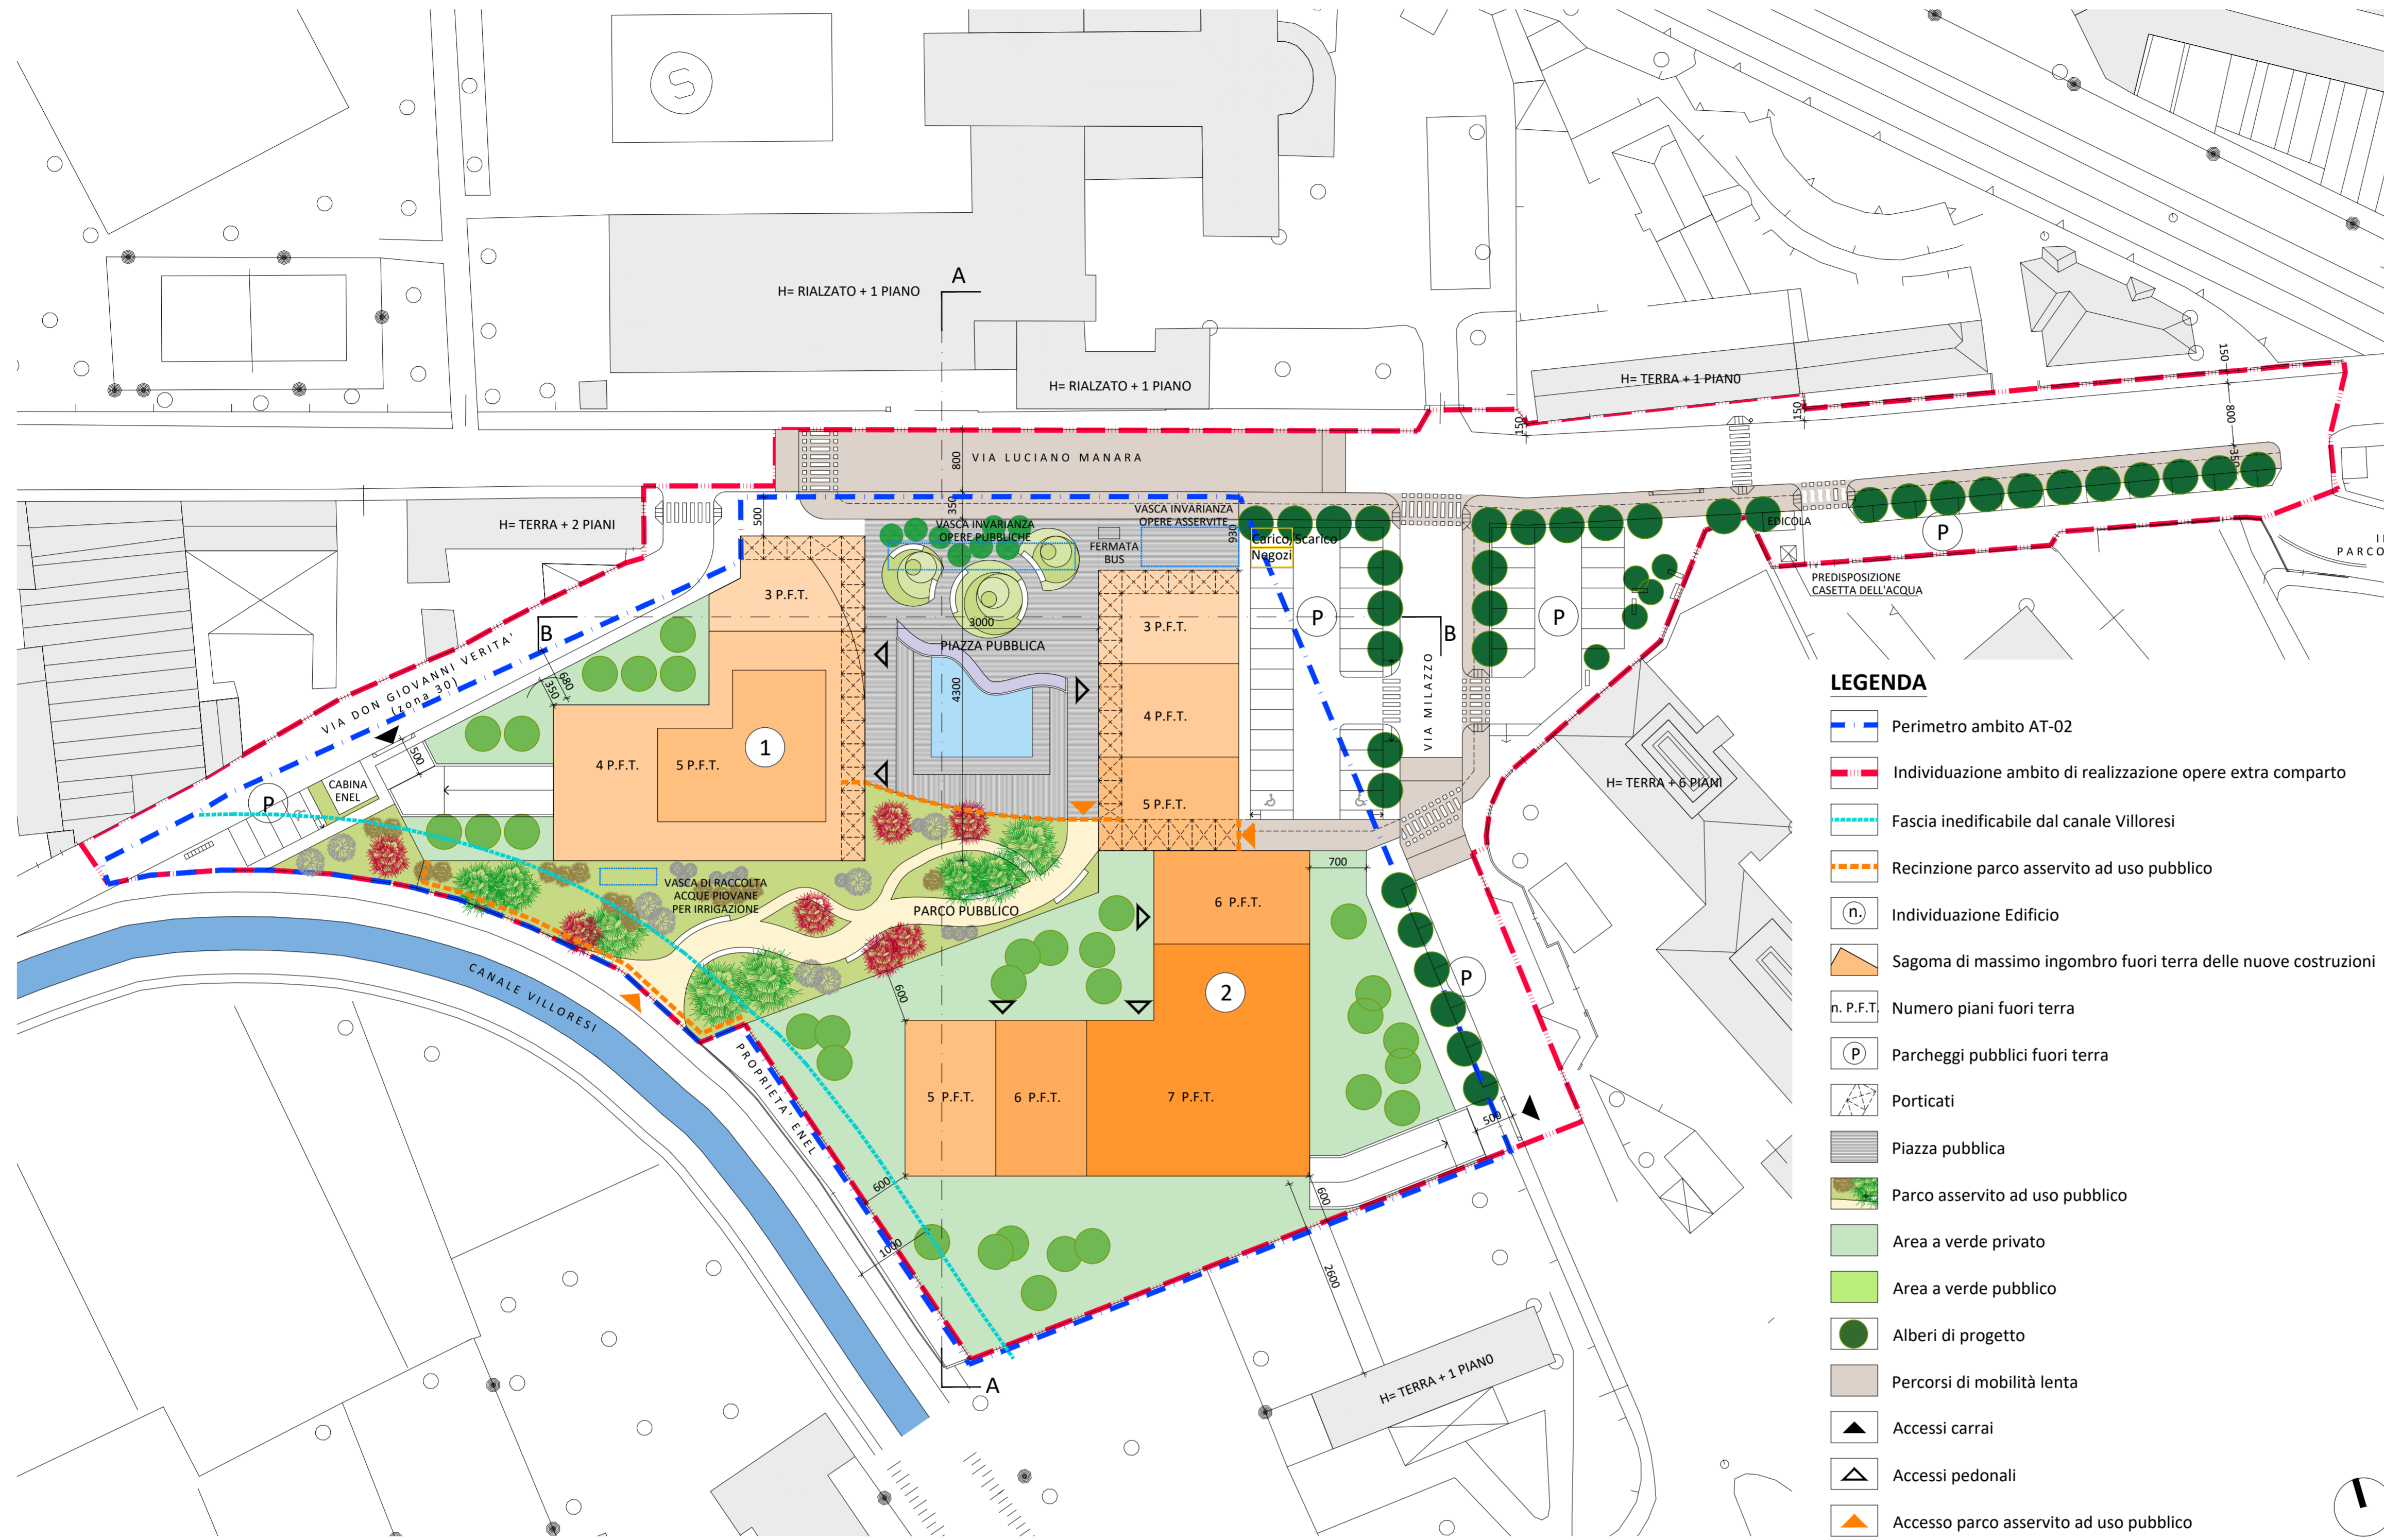 A
H= RIALZATO + 1 PIANO
H= RIALZATO + 1 PIANO
H= TERRA + 1 PIAN0
150
150
150
800
350
VIA LUCIANO MANARA
800
350
500
H= TERRA + 2 PIANI
VASCA INVARIANZA
OPERE PUBBLICHE
FERMATA
BUS
VASCA INVARIANZA
OPERE ASSERVITE
930
Carico/Scarico
Negozi
EDICOLA
P
PREDISPOSIZIONE
CASETTA DELL'ACQUA
PARCO
3 P.F.T.
3000
PIAZZA PUBBLICA
4300
3 P.F.T.
P
P
B
B
VIA MILAZZO
VIA DON GIOVANNI VERITA'
(zona 30)
350
680
500
4 P.F.T.
5 P.F.T.
1
4 P.F.T.
5 P.F.T.
H= TERRA + 6 PIANI
CABINA
ENEL
P
VASCA DI RACCOLTA
ACQUE PIOVANE
PER IRRIGAZIONE
PARCO PUBBLICO
700
6 P.F.T.
CANALE VILLORESI
600
2
P
PROPRIETA' ENEL
5 P.F.T.
6 P.F.T.
7 P.F.T.
500
600
600
1000
2600
H= TERRA + 1 PIAN0
A
LEGENDA
Perimetro ambito AT-02
Individuazione ambito di realizzazione opere extra comparto
Fascia inedificabile dal canale Villoresi
Recinzione parco asservito ad uso pubblico
n. Individuazione Edificio
Sagoma di massimo ingombro fuori terra delle nuove costruzioni
n. P.F.T. Numero piani fuori terra
P Parcheggi pubblici fuori terra
Porticati
Piazza pubblica
Parco asservito ad uso pubblico
Area a verde privato
Area a verde pubblico
Alberi di progetto
Percorsi di mobilità lenta
Accessi carrai
Accessi pedonali
Accesso parco asservito ad uso pubblico